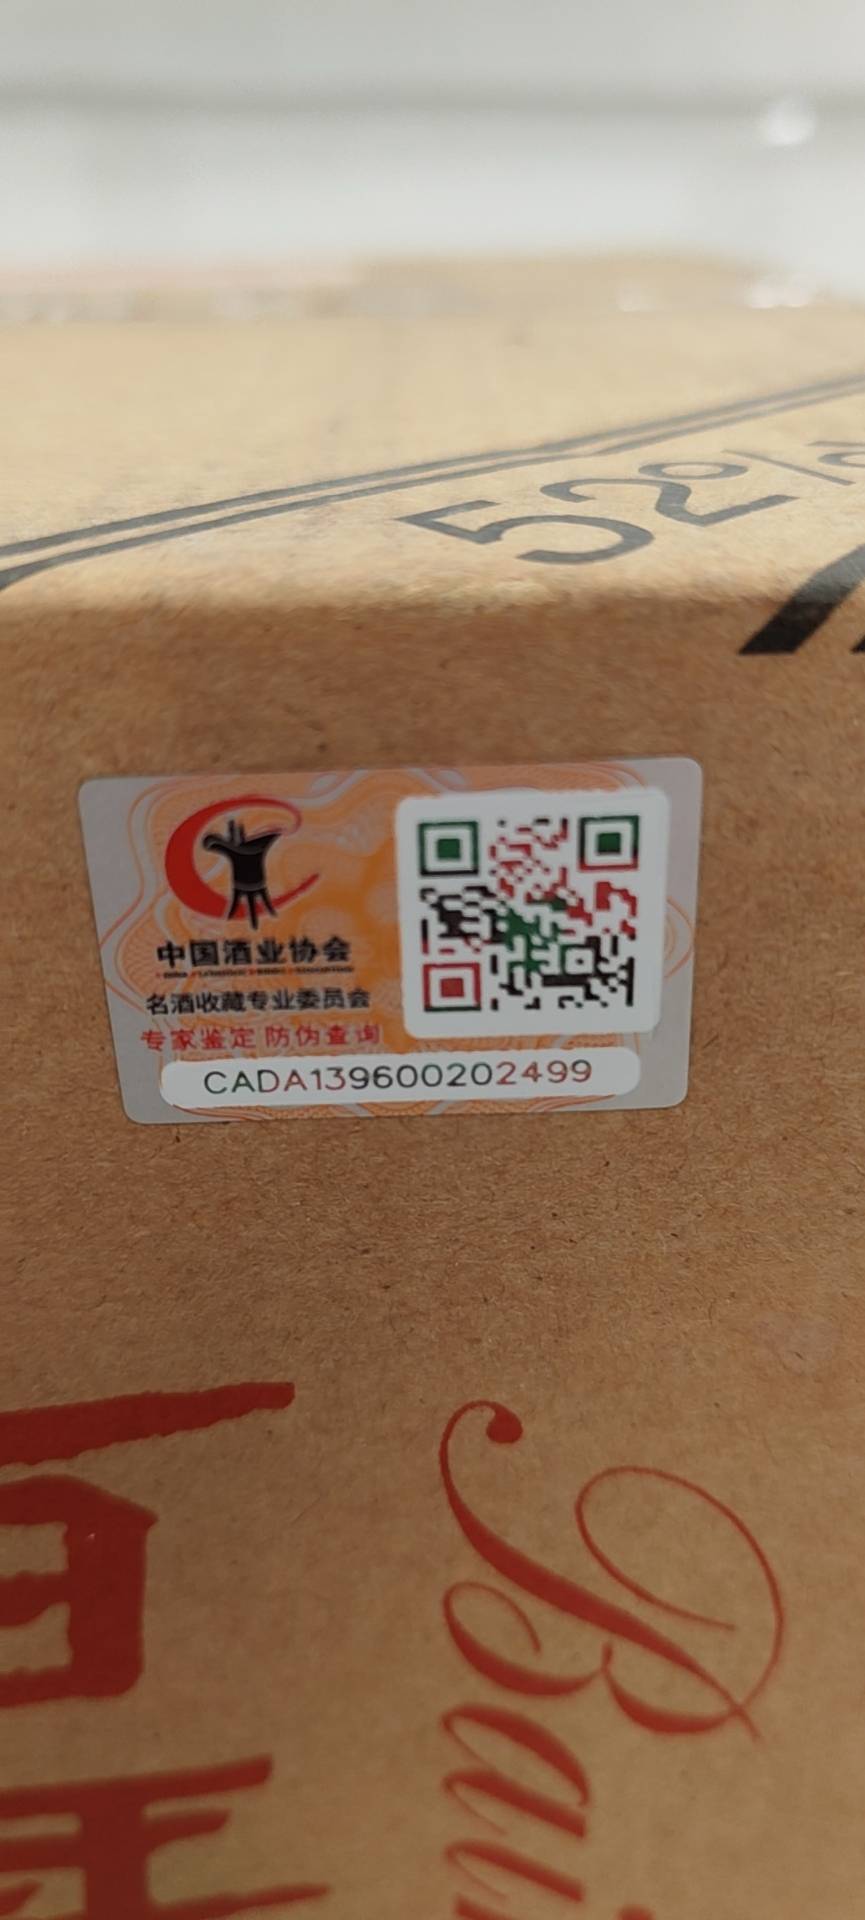 52%
中国酒业协会
名酒收藏专业委员会
专家鉴定 防伪查询
CADA139600202499
Bai